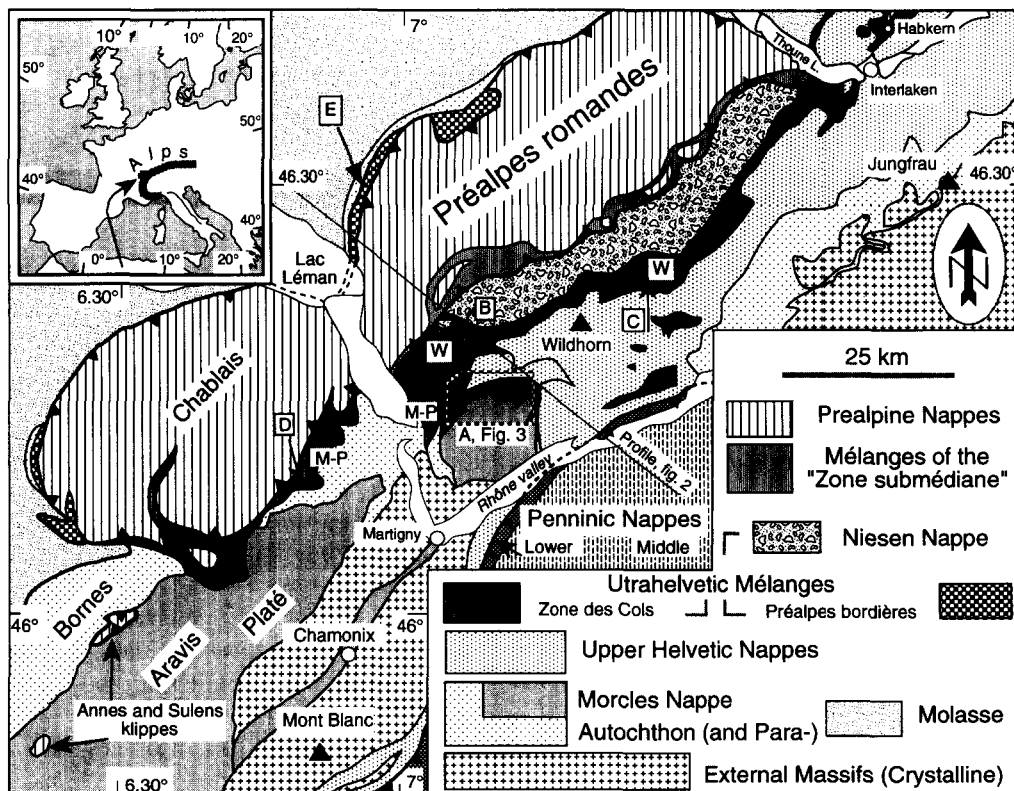 10° 0° 10° 20°
50°
50°
Alps
40°
40°
0° 10° 20°
7°
Habkern
Thoune L.
Interlaken
E
Préalpes romandes
Jungfrau
46.30°
46.30°
N
6.30°
Lac
Léman
W
B
C
Wildhorn
W
Chablais
D
M-P
M-P
A, Fig. 3
Profile, fig. 2
Rhône valley
Martigny
Penninic Nappes
Lower Middle
25 km
Prealpine Nappes
Mélanges of the
"Zone submédiane"
Niesen Nappe
Utrahelvetic Mélanges
Zone des Cols
Préalpes bordières
Upper Helvetic Nappes
Morcles Nappe
Autochthon (and Para-)
Molasse
External Massifs (Crystalline)
Bornes
46°
46°
Aravis
Platé
Chamonix
Annes and Sulens
klippes
Mont Blanc
6.30°
7°